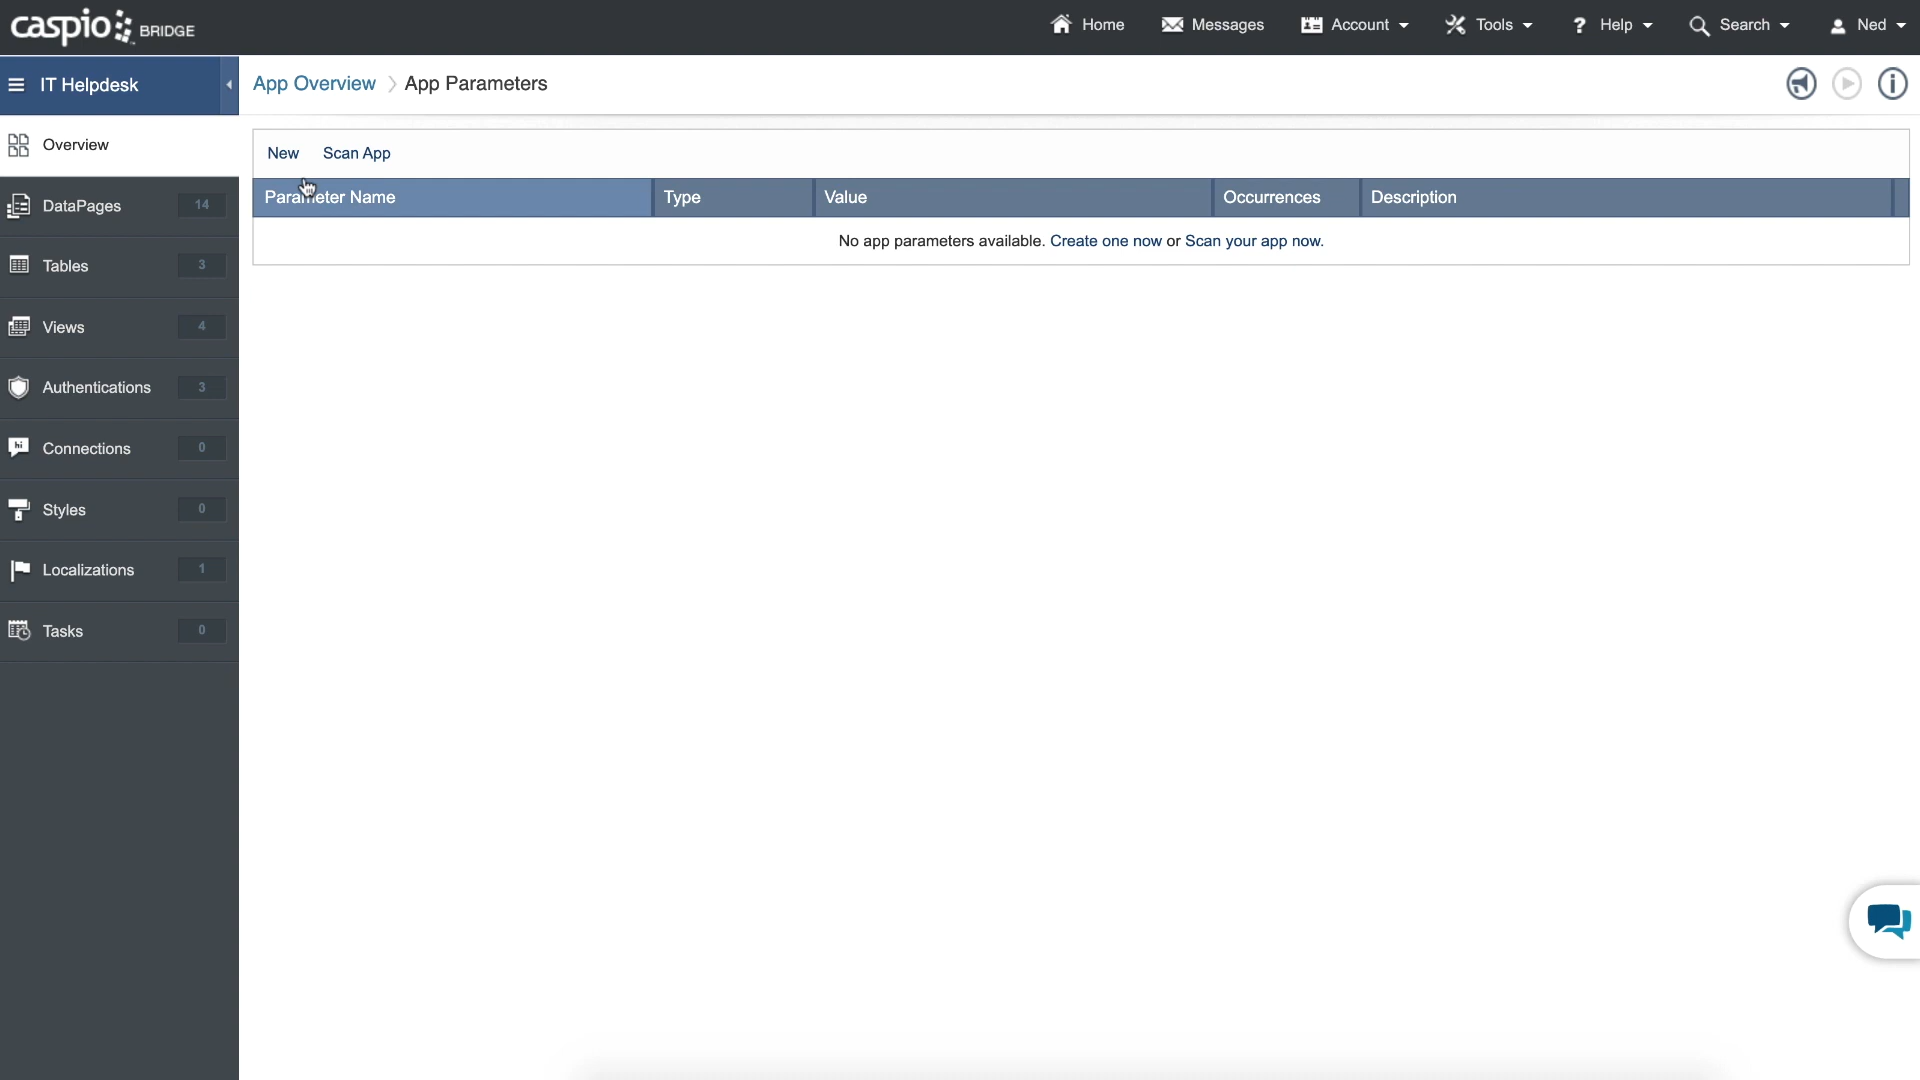 caspio BRIDGE
Home Messages Account Tools ? Help Search Ned
IT Helpdesk
App Overview App Parameters
Overview
New Scan App
Parameter Name Type Value Occurrences Description
No app parameters available. Create one now or Scan your app now.
DataPages 14
Tables 3
Views 4
Authentications 3
hi Connections 0
Styles 0
Localizations 1
Tasks 0